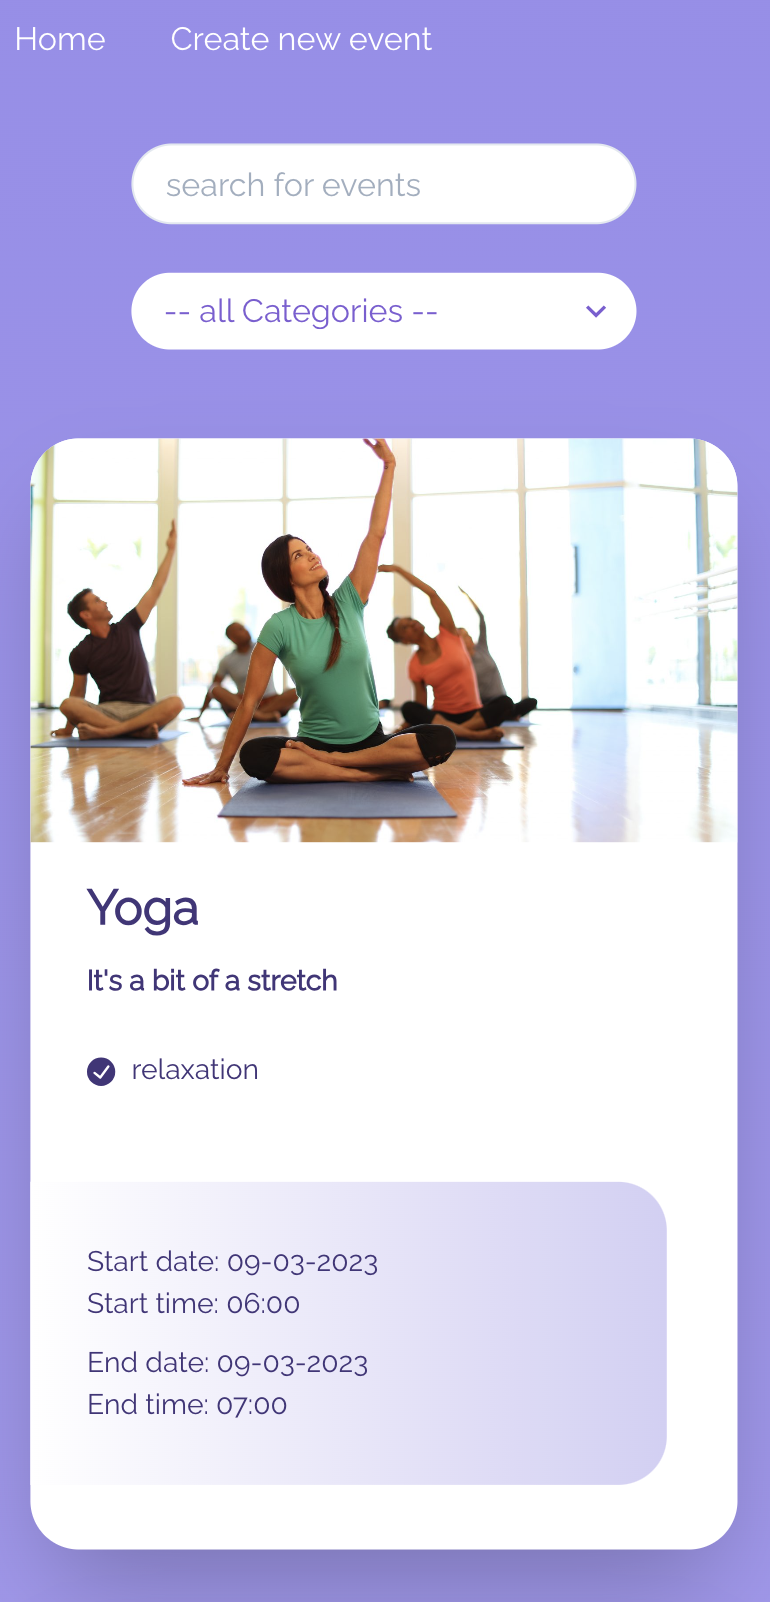 Home Create new event
search for events
-- all Categories --
Yoga
It's a bit of a stretch
relaxation
Start date: 09-03-2023
Start time: 06:00
End date: 09-03-2023
End time: 07:00